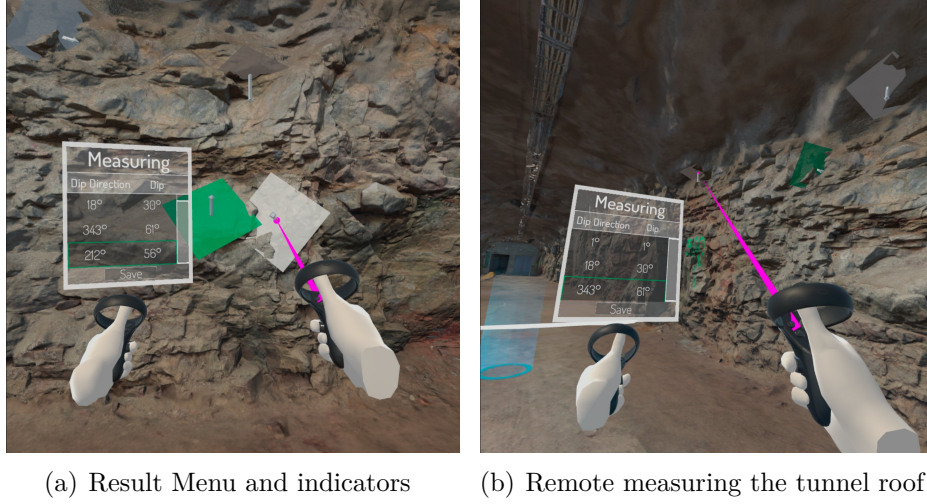 Measuring
Dip Direction Dip
18° 30°
343° 61°
212° 56°
Save
Measuring
Dip Direction Dip
1° 1°
18° 30°
343° 61°
Save
(a) Result Menu and indicators
(b) Remote measuring the tunnel roof